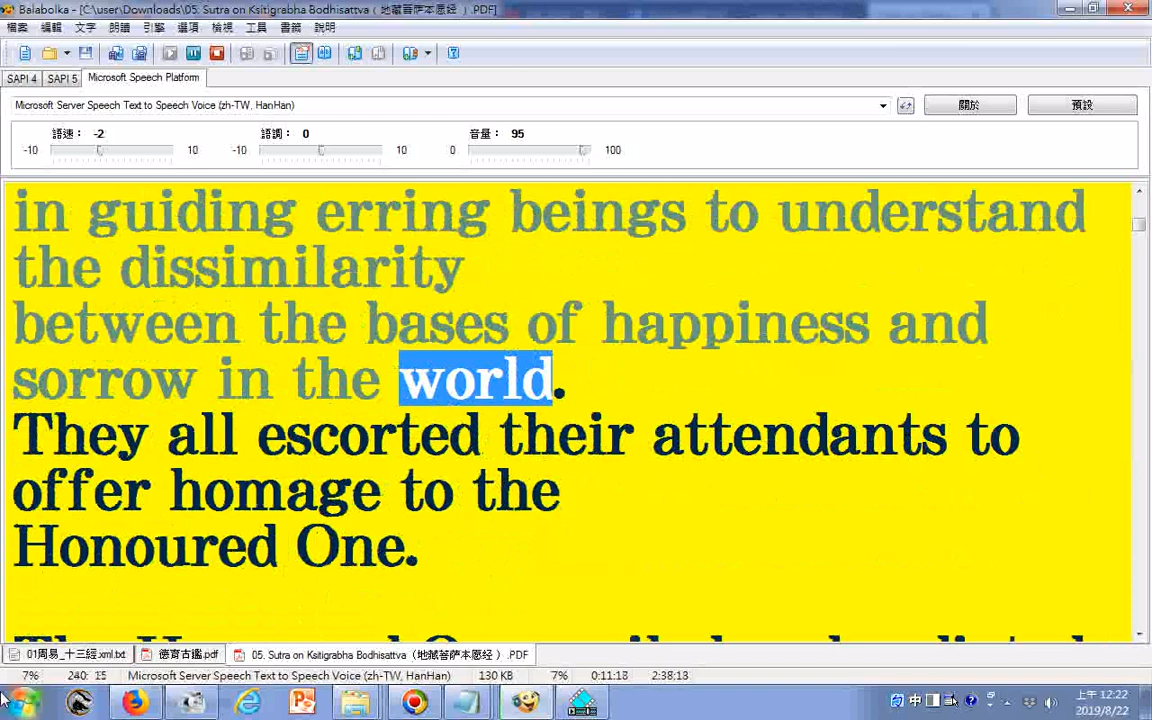 Balabolka - [C:\user\Downloads\05. Sutra on Ksitigrabha Bodhisattva (地藏菩萨本愿经).PDF]
檔案 編輯 文字 朗讀 引擎 選項 檢視 工具 書籤 說明
SAPI 4 SAPI 5 Microsoft Speech Platform
Microsoft Server Speech Text to Speech Voice (zh-TW, HanHan) 關於 預設
語速： -2 語調： 0 音量： 95
-10 10 -10 10 0 100
in guiding erring beings to understand
the dissimilarity
between the bases of happiness and
sorrow in the world.
They all escorted their attendants to
offer homage to the
Honoured One.
01周易_十三經.xml.txt 德育古鑑.pdf 05. Sutra on Ksitigrabha Bodhisattva（地藏菩萨本愿经）.PDF
7% 240: 15 Microsoft Server Speech Text to Speech Voice (zh-TW, HanHan) 130 KB 7% 0:11:18 2:38:13
中 上午 12:22
2019/8/22